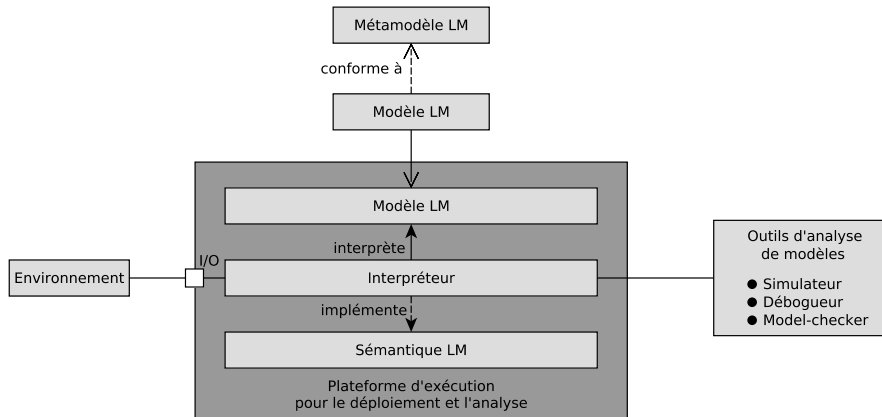 Métamodèle LM
conforme à
Modèle LM
Modèle LM
interprète
I/O
Environnement
Interpréteur
implémente
Sémantique LM
Plateforme d'exécution
pour le déploiement et l'analyse
Outils d'analyse
de modèles
● Simulateur
● Débogueur
● Model-checker